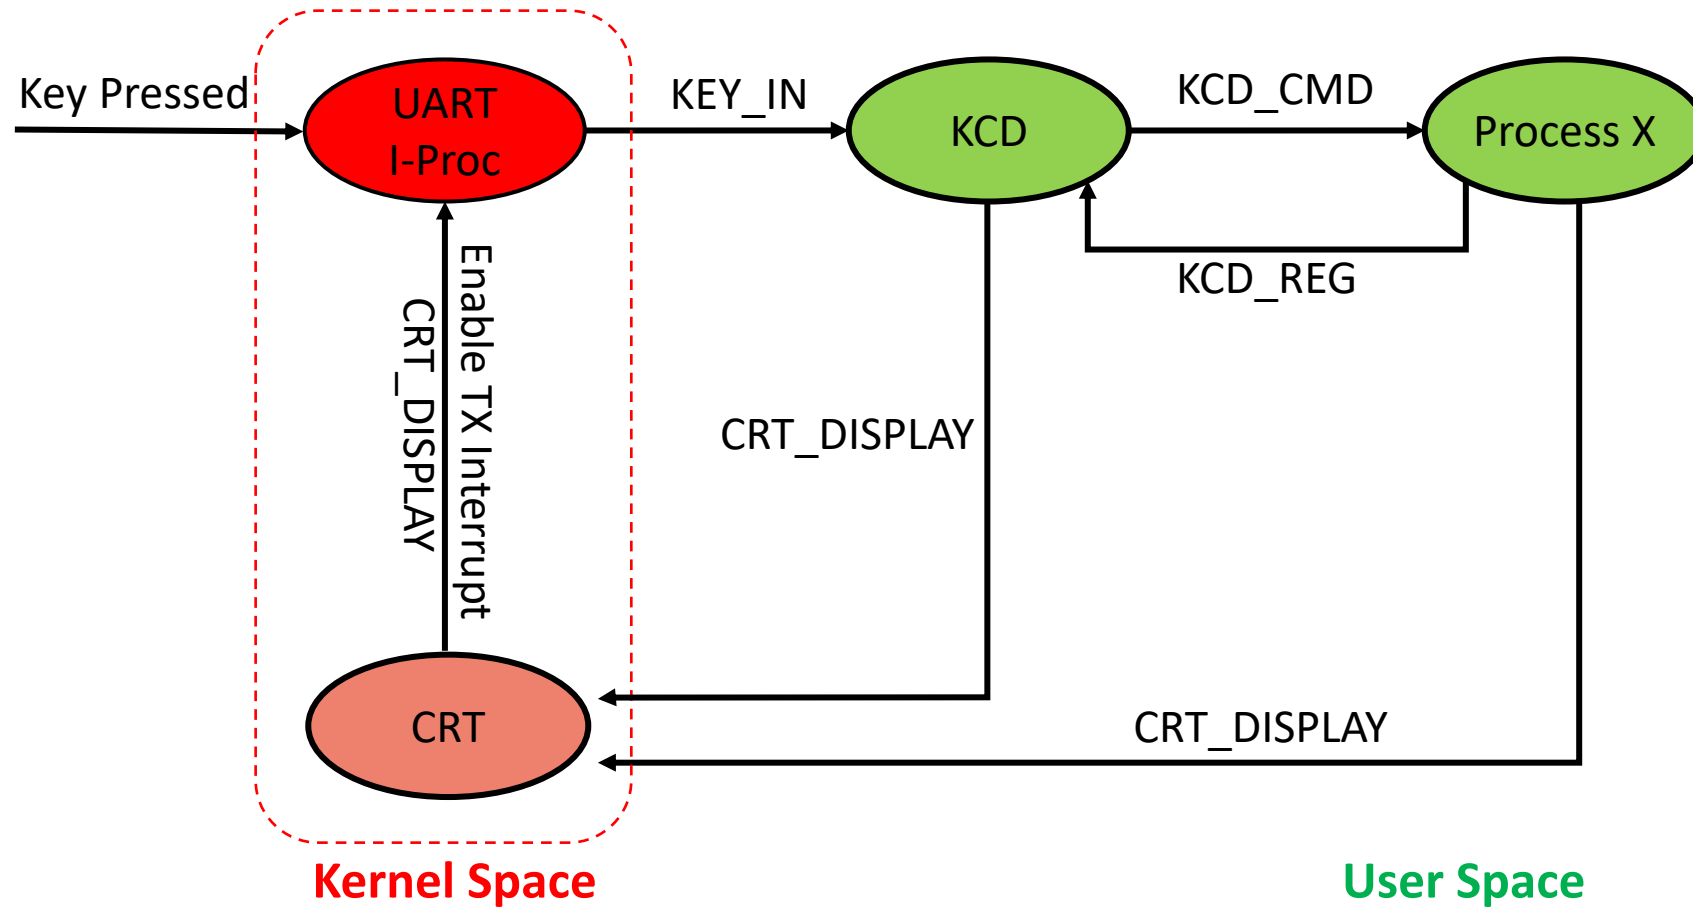 Key Pressed
UART
I-Proc
KEY_IN
KCD
KCD_CMD
Process X
KCD_REG
Enable TX Interrupt
CRT_DISPLAY
CRT_DISPLAY
CRT
CRT_DISPLAY
Kernel Space
User Space